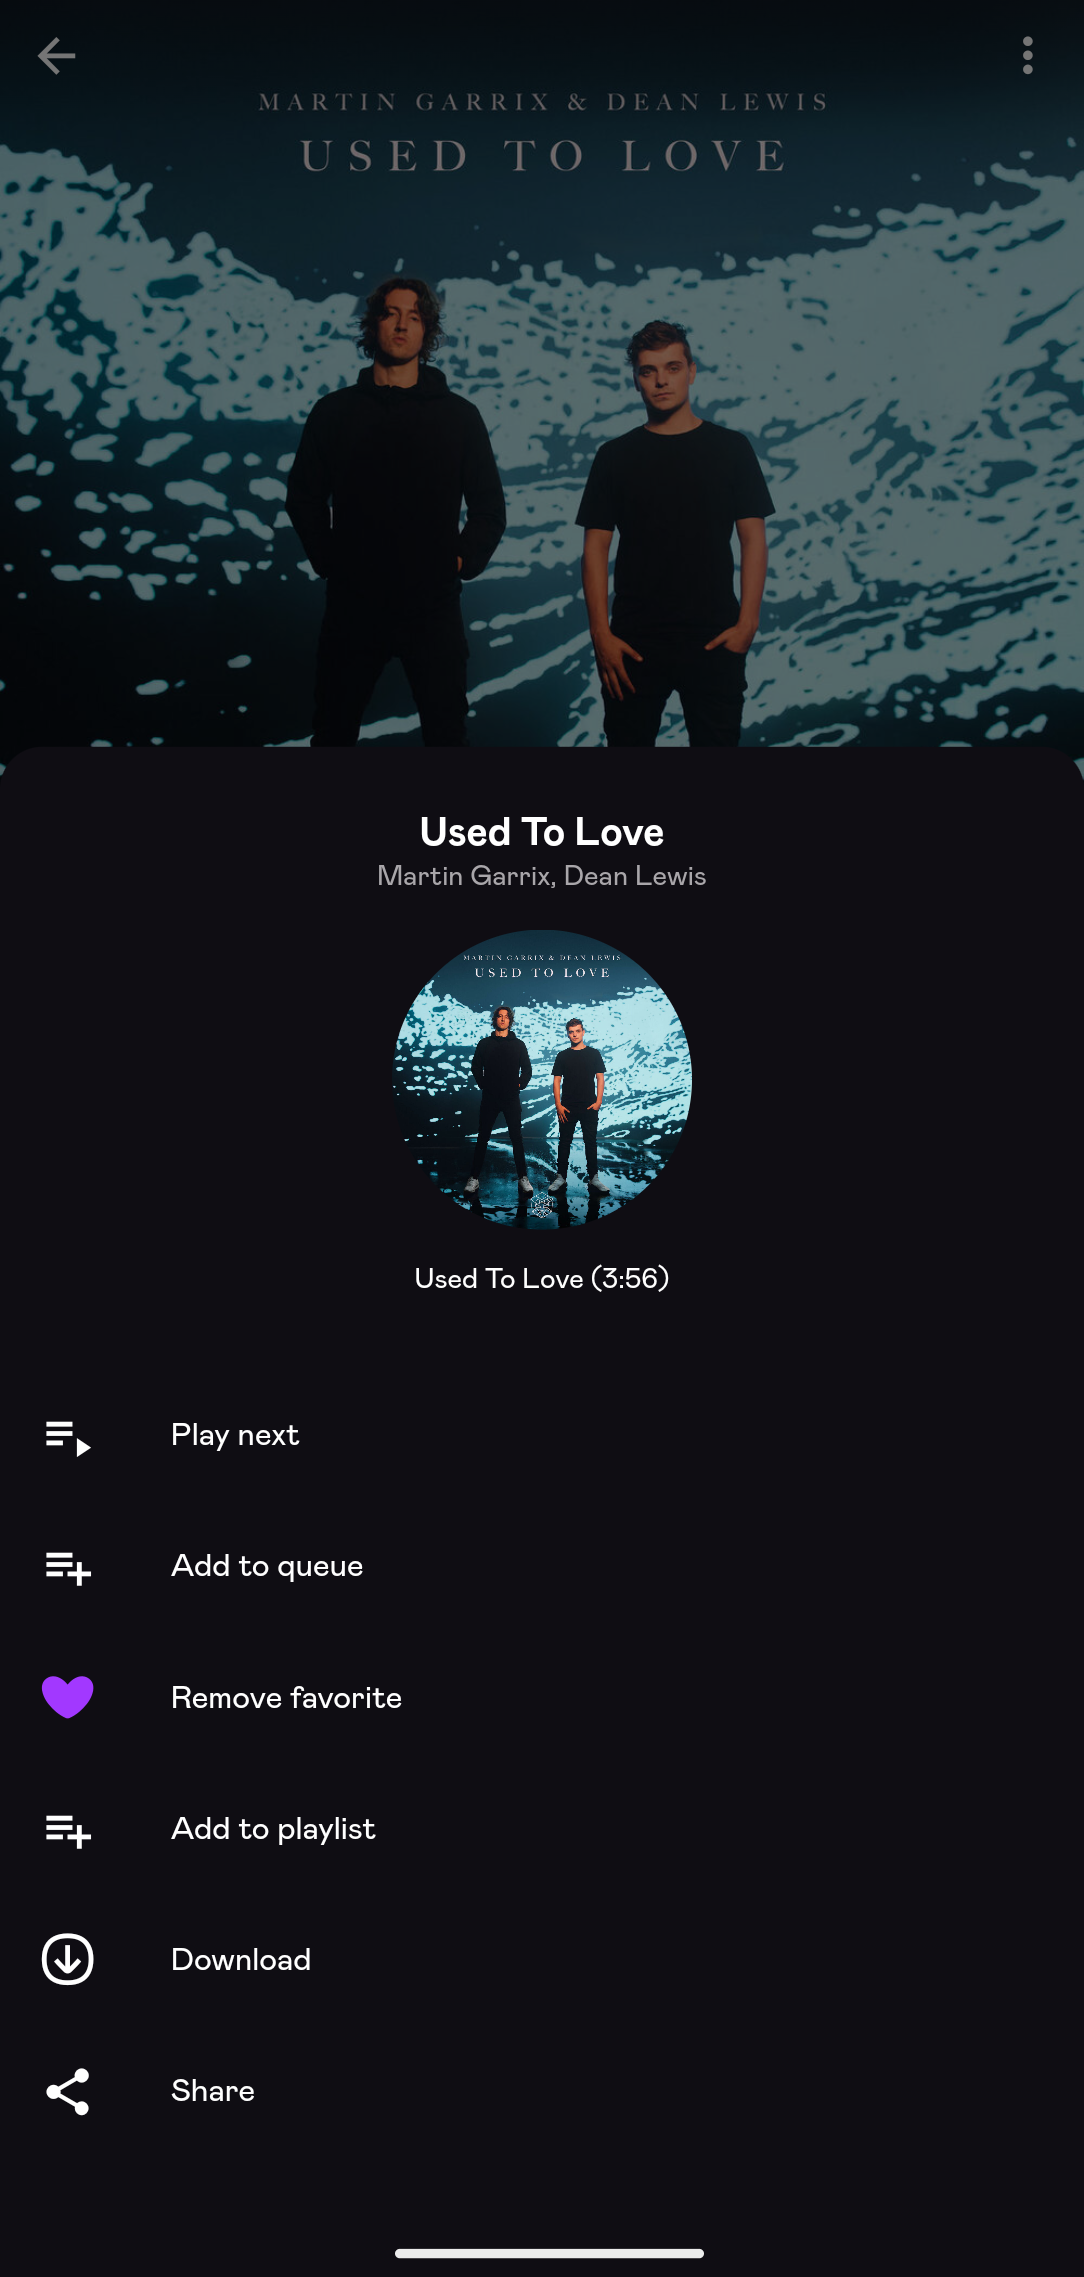 MARTIN GARRIX & DEAN LEWIS
USED TO LOVE
Used To Love
Martin Garrix, Dean Lewis
MARTIN GARRIX & DEAN LEWIS
USED TO LOVE
Used To Love (3:56)
Play next
Add to queue
Remove favorite
Add to playlist
Download
Share